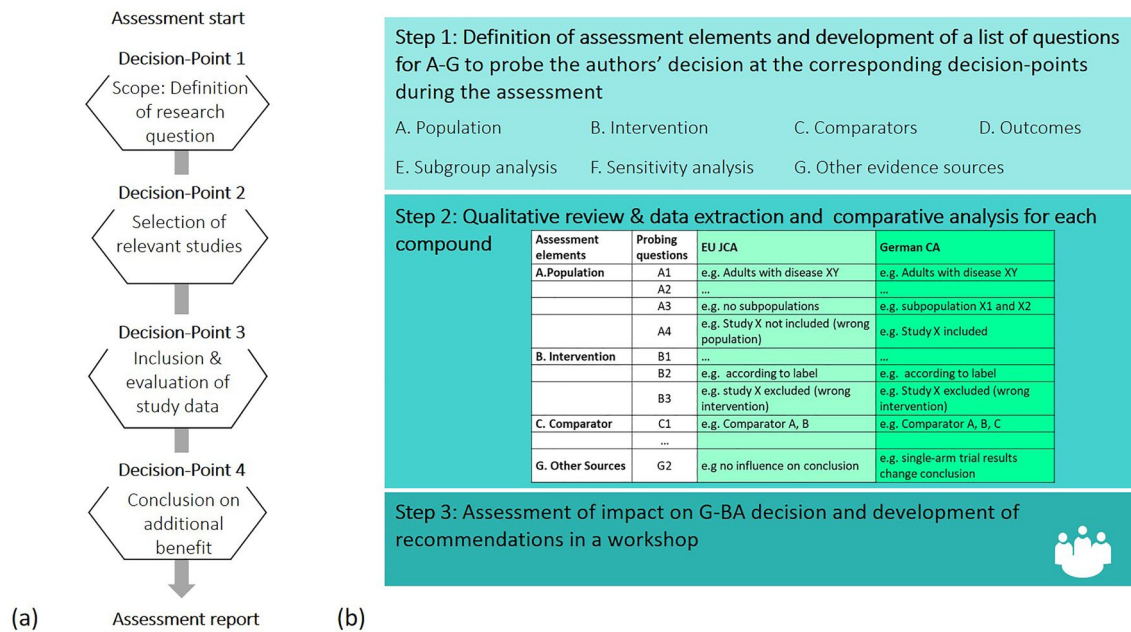 Assessment start
Decision-Point 1
Scope: Definition
of research
question
Decision-Point 2
Selection of
relevant studies
Decision-Point 3
Inclusion &
evaluation of
study data
Decision-Point 4
Conclusion on
additional
benefit
(a)
Assessment report
(b)
Step 1: Definition of assessment elements and development of a list of questions
for A-G to probe the authors' decision at the corresponding decision-points
during the assessment
A. Population B. Intervention C. Comparators D. Outcomes
E. Subgroup analysis F. Sensitivity analysis G. Other evidence sources
Step 2: Qualitative review & data extraction and comparative analysis for each
compound
Assessment elements Probing questions EU JCA German CA
A.Population A1 e.g. Adults with disease XY e.g. Adults with disease XY
A2 ... ...
A3 e.g. no subpopulations e.g. subpopulation X1 and X2
A4 e.g. Study X not included (wrong population) e.g. Study X included
B. Intervention B1 ... ...
B2 e.g. according to label e.g. according to label
B3 e.g. study X excluded (wrong intervention) e.g. Study X excluded (wrong intervention)
C. Comparator C1 e.g. Comparator A, B e.g. Comparator A, B, C
...
G. Other Sources G2 e.g no influence on conclusion e.g. single-arm trial results change conclusion
Step 3: Assessment of impact on G-BA decision and development of
recommendations in a workshop